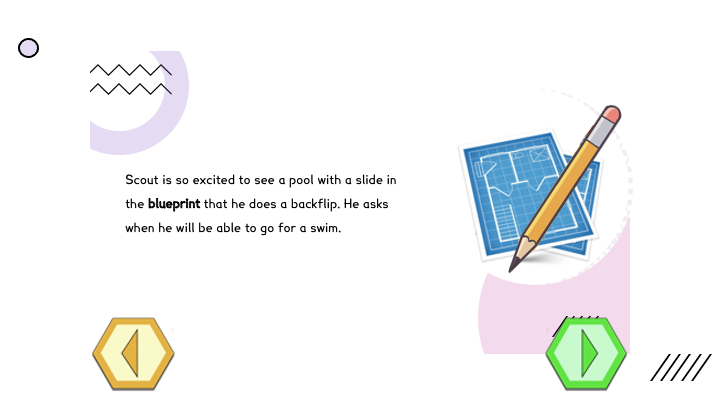 Scout is so excited to see a pool with a slide in
the blueprint that he does a backflip. He asks
when he will be able to go for a swim.